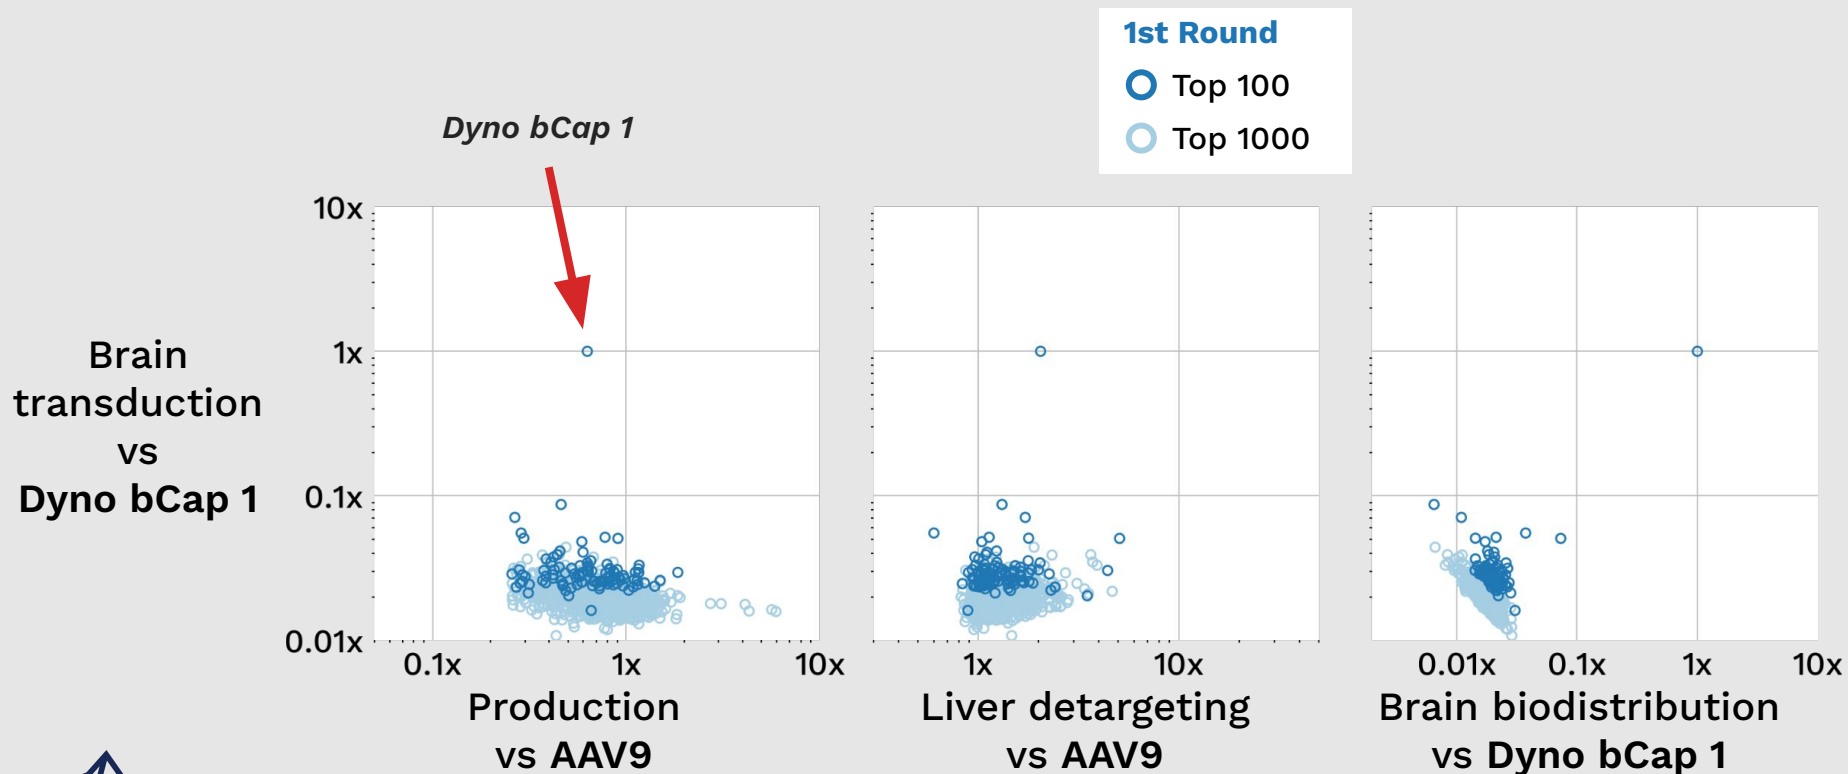 1st Round
Top 100
Top 1000
Dyno bCap 1
10x
1x
0.1x
0.01x
Brain
transduction
vs
Dyno bCap 1
0.1x 1x 10x
1x 10x
0.01x 0.1x 1x 10x
Production
vs AAV9
Liver detargeting
vs AAV9
Brain biodistribution
vs Dyno bCap 1